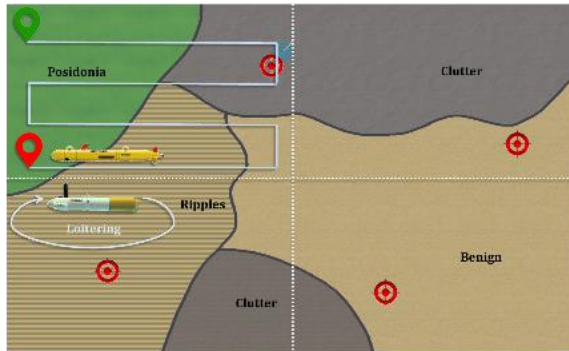 Posidonia
Clutter
Ripples
Loitering
Benign
Clutter